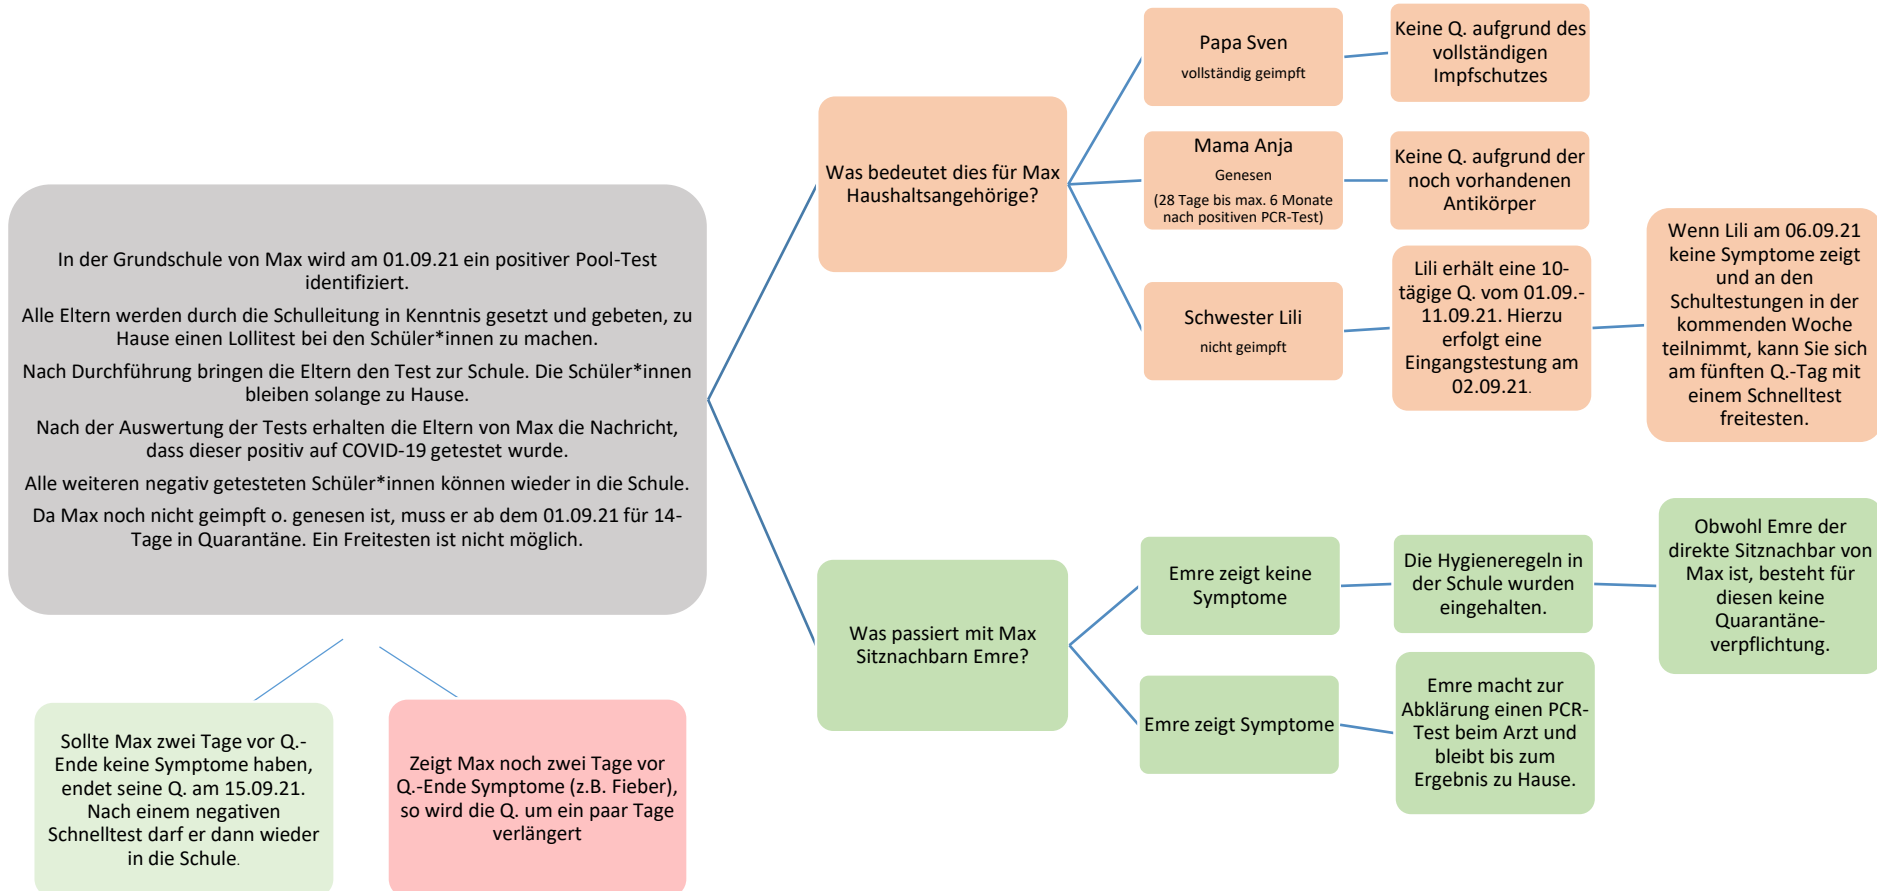 In der Grundschule von Max wird am 01.09.21 ein positiver Pool-Test
identifiziert.
Alle Eltern werden durch die Schulleitung in Kenntnis gesetzt und gebeten, zu
Hause einen Lollitest bei den Schüler*innen zu machen.
Nach Durchführung bringen die Eltern den Test zur Schule. Die Schüler*innen
bleiben solange zu Hause.
Nach der Auswertung der Tests erhalten die Eltern von Max die Nachricht,
dass dieser positiv auf COVID-19 getestet wurde.
Alle weiteren negativ getesteten Schüler*innen können wieder in die Schule.
Da Max noch nicht geimpft o. genesen ist, muss er ab dem 01.09.21 für 14-
Tage in Quarantäne. Ein Freitesten ist nicht möglich.
Sollte Max zwei Tage vor Q.-
Ende keine Symptome haben,
endet seine Q. am 15.09.21.
Nach einem negativen
Schnelltest darf er dann wieder
in die Schule.
Zeigt Max noch zwei Tage vor
Q.-Ende Symptome (z.B. Fieber),
so wird die Q. um ein paar Tage
verlängert
Was bedeutet dies für Max
Haushaltsangehörige?
Papa Sven
vollständig geimpft
Keine Q. aufgrund des
vollständigen
Impfschutzes
Mama Anja
Genesen
(28 Tage bis max. 6 Monate
nach positiven PCR-Test)
Keine Q. aufgrund der
noch vorhandenen
Antikörper
Schwester Lili
nicht geimpft
Lili erhält eine 10-
tägige Q. vom 01.09.-
11.09.21. Hierzu
erfolgt eine
Eingangstestung am
02.09.21.
Wenn Lili am 06.09.21
keine Symptome zeigt
und an den
Schultestungen in der
kommenden Woche
teilnimmt, kann Sie sich
am fünften Q.-Tag mit
einem Schnelltest
freitesten.
Was passiert mit Max
Sitznachbarn Emre?
Emre zeigt keine
Symptome
Die Hygieneregeln in
der Schule wurden
eingehalten.
Obwohl Emre der
direkte Sitznachbar von
Max ist, besteht für
diesen keine
Quarantäne-
verpflichtung.
Emre zeigt Symptome
Emre macht zur
Abklärung einen PCR-
Test beim Arzt und
bleibt bis zum
Ergebnis zu Hause.